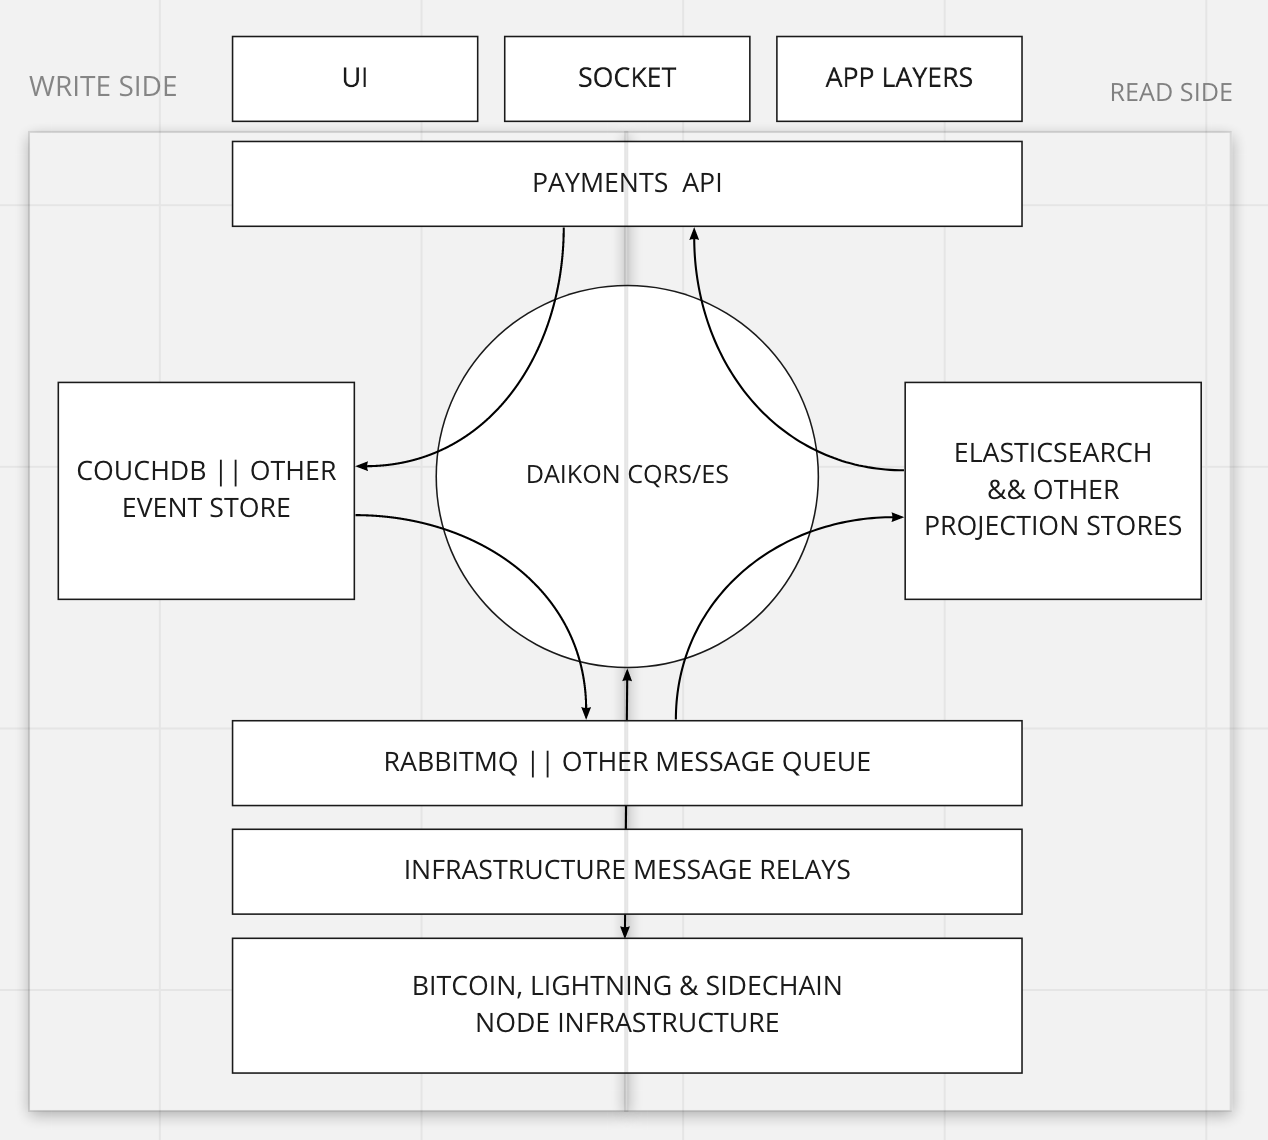 UI
SOCKET
APP LAYERS
WRITE SIDE
READ SIDE
PAYMENTS  API
COUCHDB || OTHER
EVENT STORE
DAIKON CQRS/ES
ELASTICSEARCH
&& OTHER
PROJECTION STORES
RABBITMQ || OTHER MESSAGE QUEUE
INFRASTRUCTURE MESSAGE RELAYS
BITCOIN, LIGHTNING & SIDECHAIN
NODE INFRASTRUCTURE